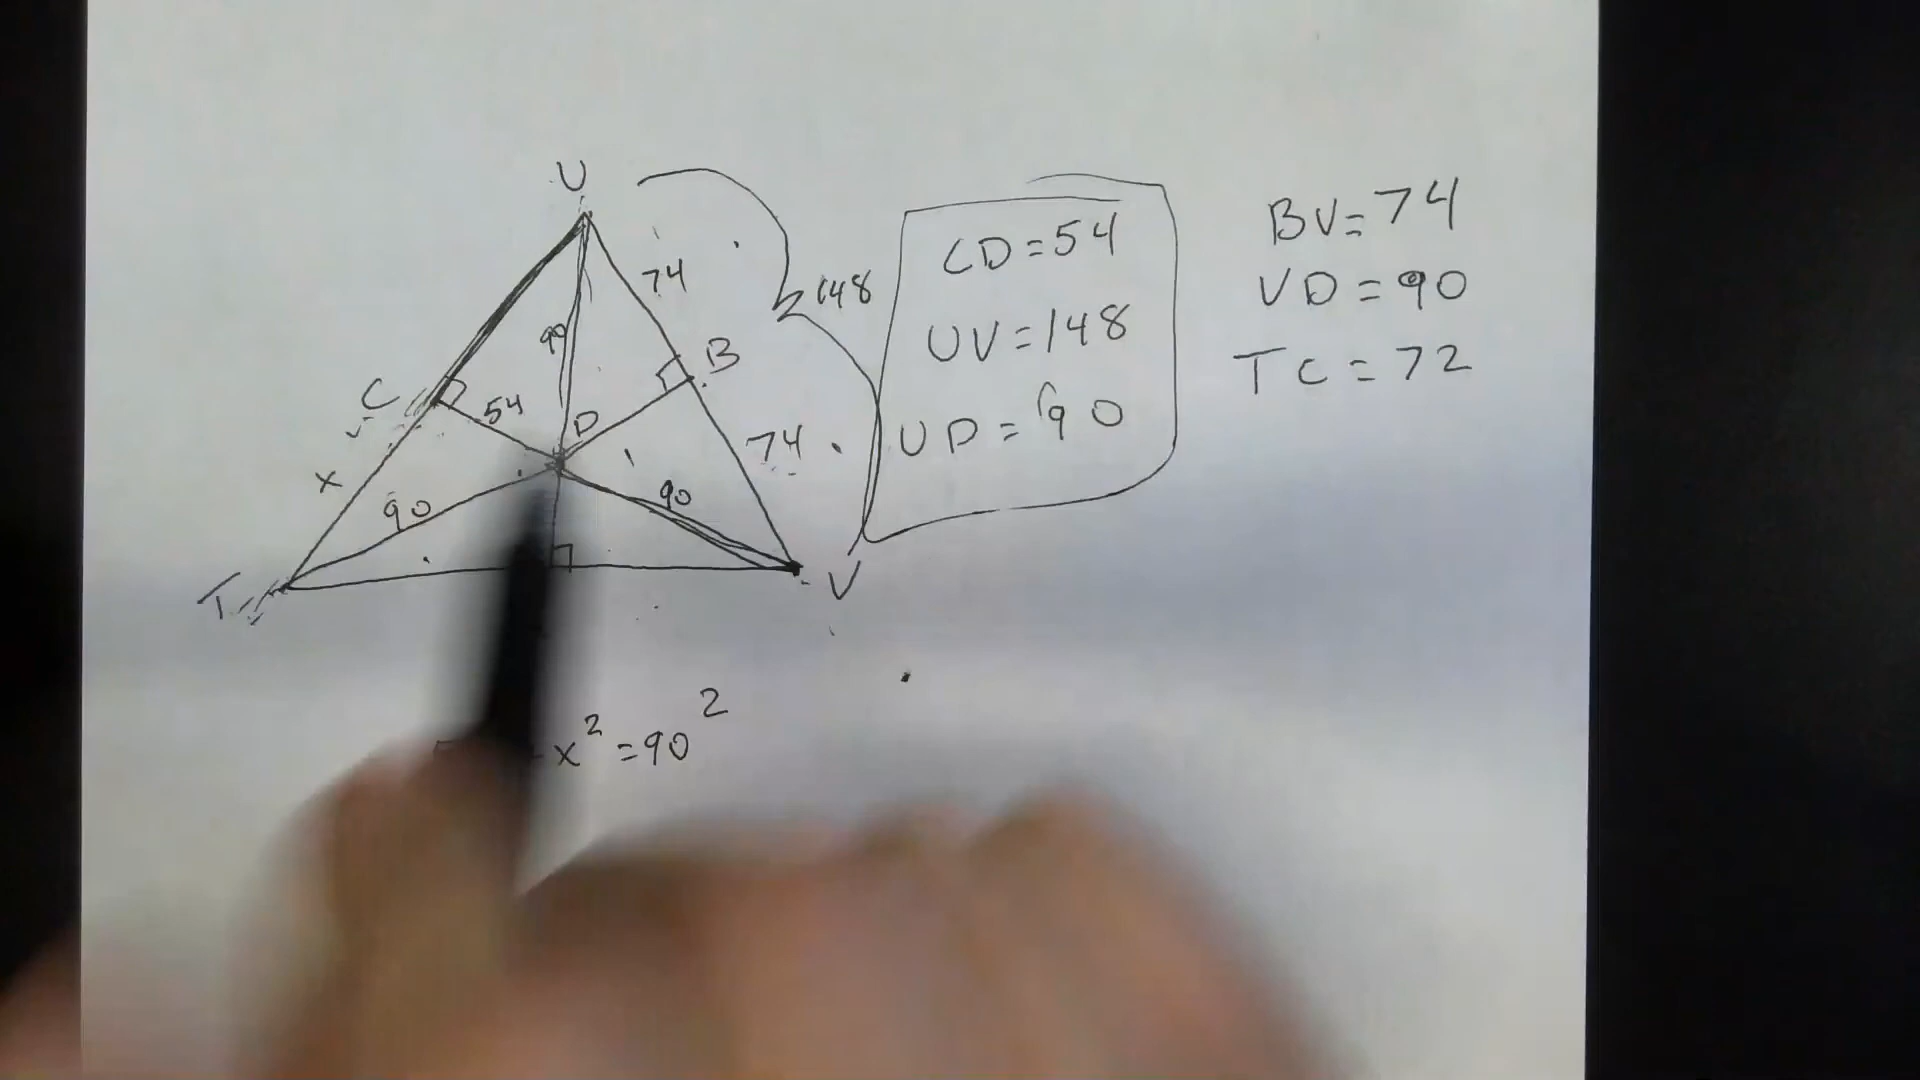 U
74
148
90
B
C
54
D
x
74
90
90
T
V
CD=54
UV=148
UD=90
BV=74
VD=90
TC=72
x²=90²